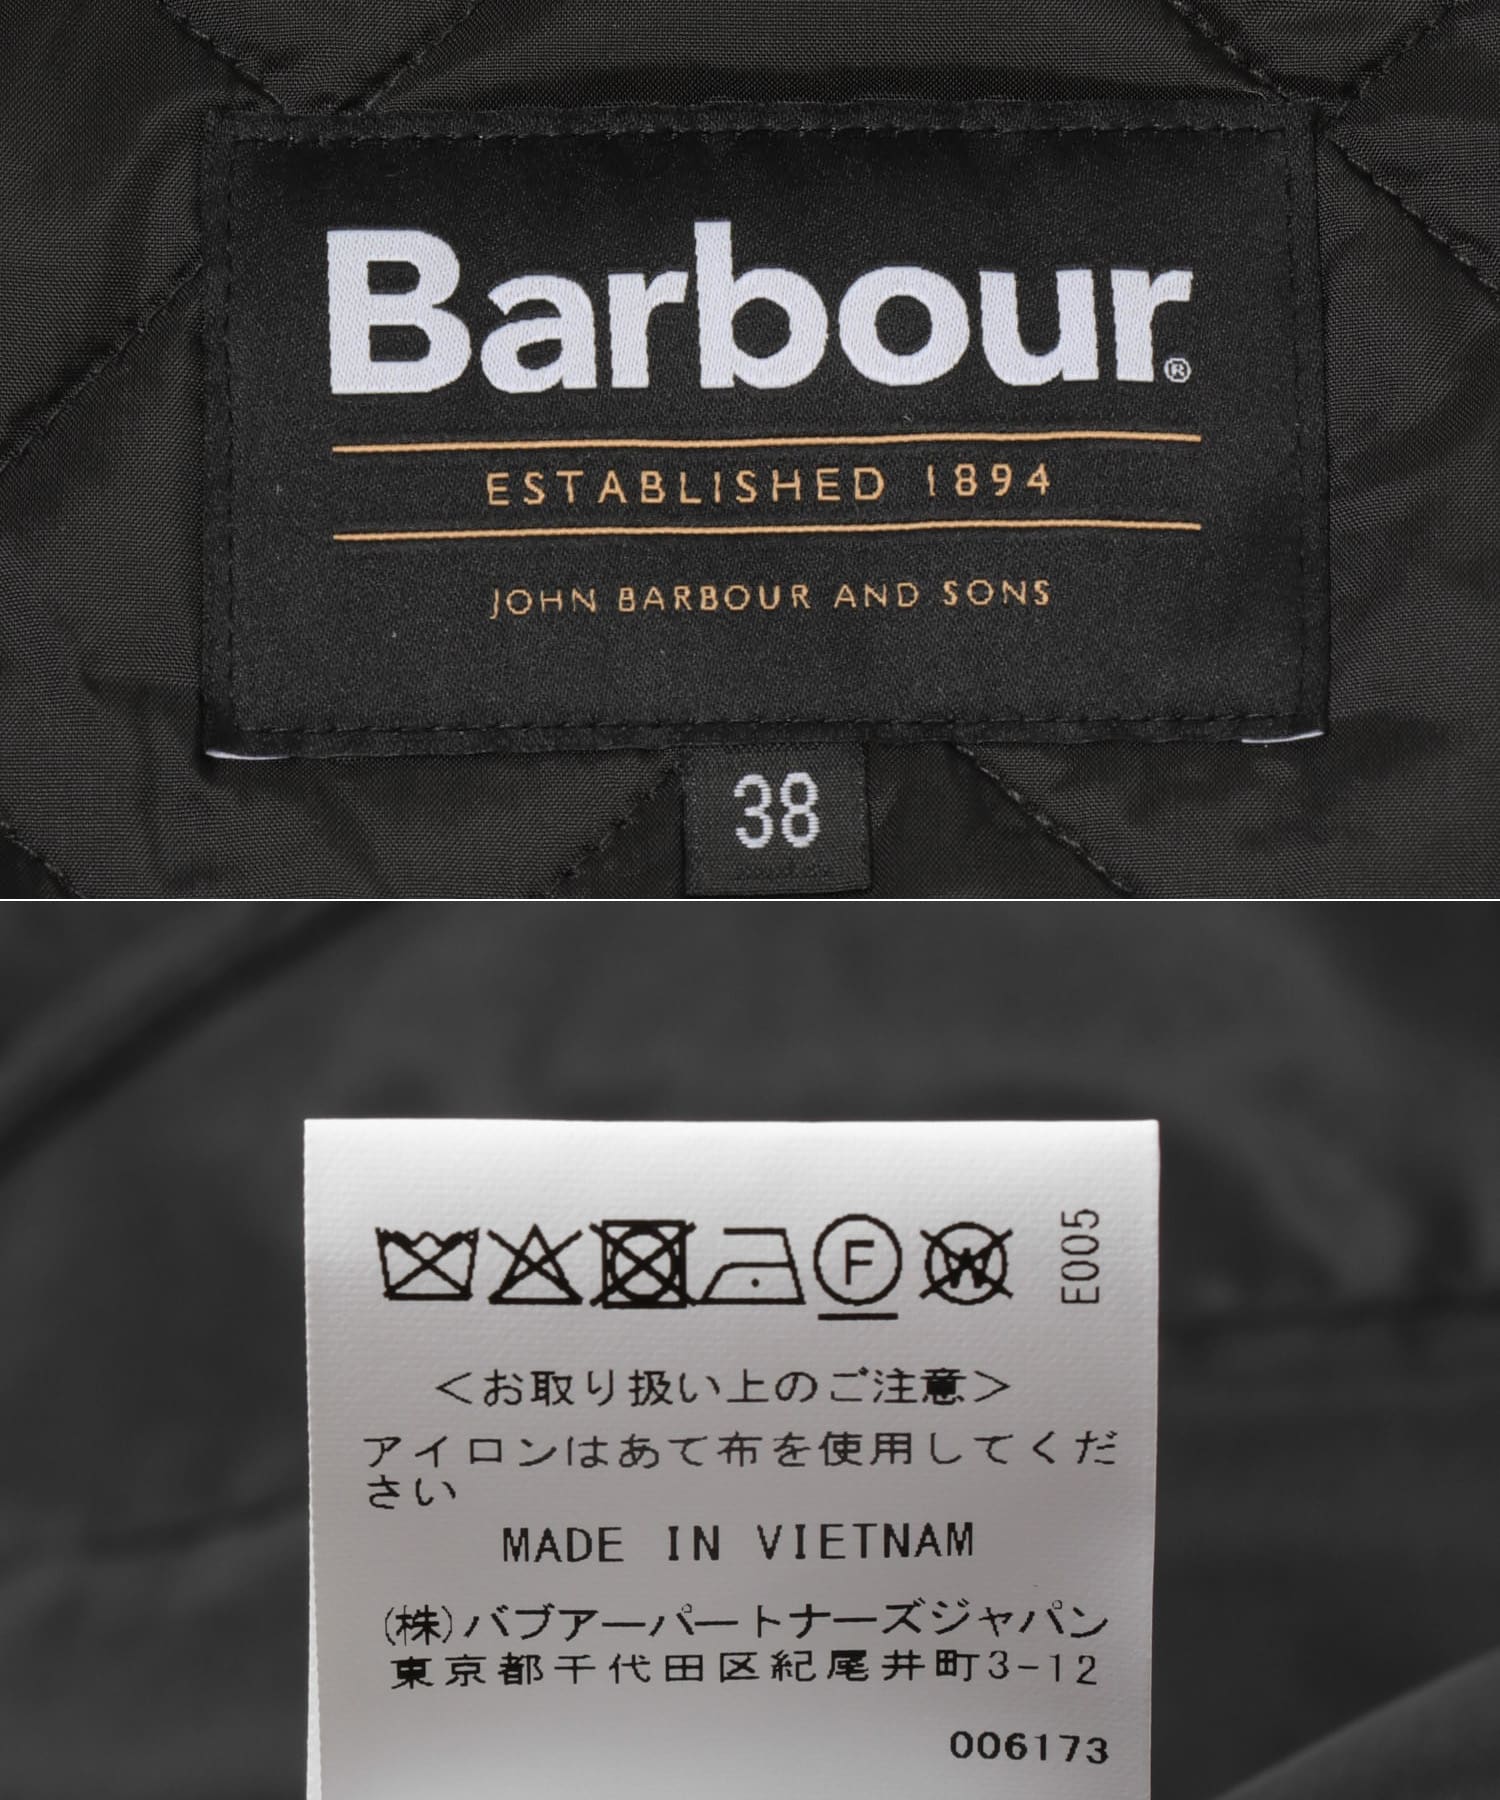 Barbour®
ESTABLISHED 1894
JOHN BARBOUR AND SONS
38
F
W
E005
＜お取り扱い上のご注意＞
アイロンはあて布を使用してくだ
さい
MADE IN VIETNAM
(株)バブアーパートナーズジャパン
東京都千代田区紀尾井町3-12
006173